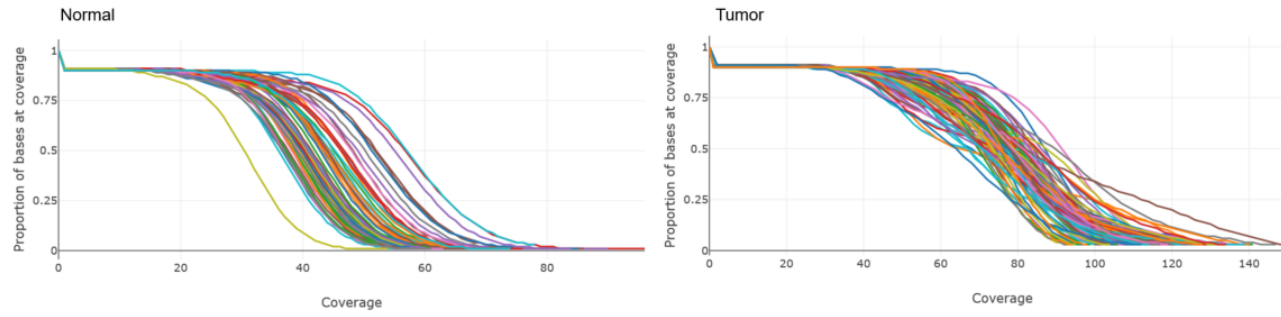 Normal
Proportion of bases at coverage
1
0.75
0.5
0.25
0
0 20 40 60 80
Coverage
Tumor
Proportion of bases at coverage
1
0.75
0.5
0.25
0
0 20 40 60 80 100 120 140
Coverage